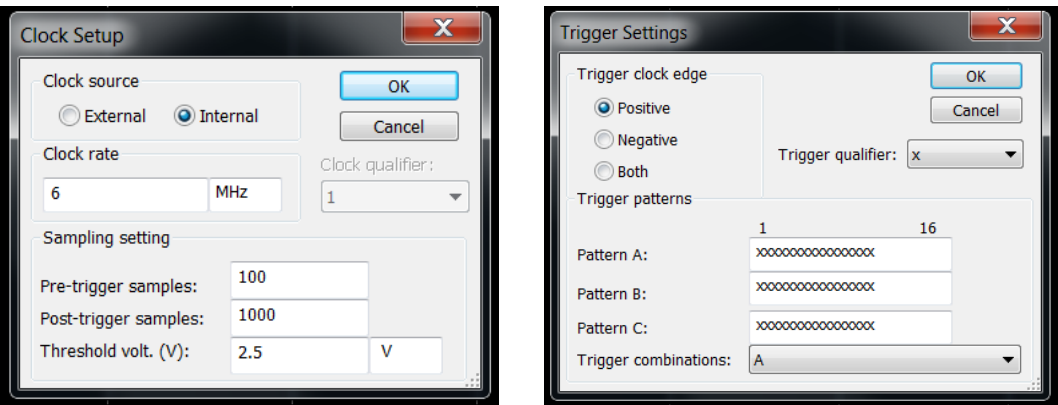 Clock Setup
X
Clock source
External
Internal
OK
Cancel
Clock rate
6
MHz
Clock qualifier:
1
Sampling setting
Pre-trigger samples:
100
Post-trigger samples:
1000
Threshold volt. (V):
2.5
V
Trigger Settings
X
Trigger clock edge
Positive
Negative
Both
OK
Cancel
Trigger qualifier:
x
Trigger patterns
1
16
Pattern A:
xxxxxxxxxxxxxxxx
Pattern B:
xxxxxxxxxxxxxxxx
Pattern C:
xxxxxxxxxxxxxxxx
Trigger combinations:
A